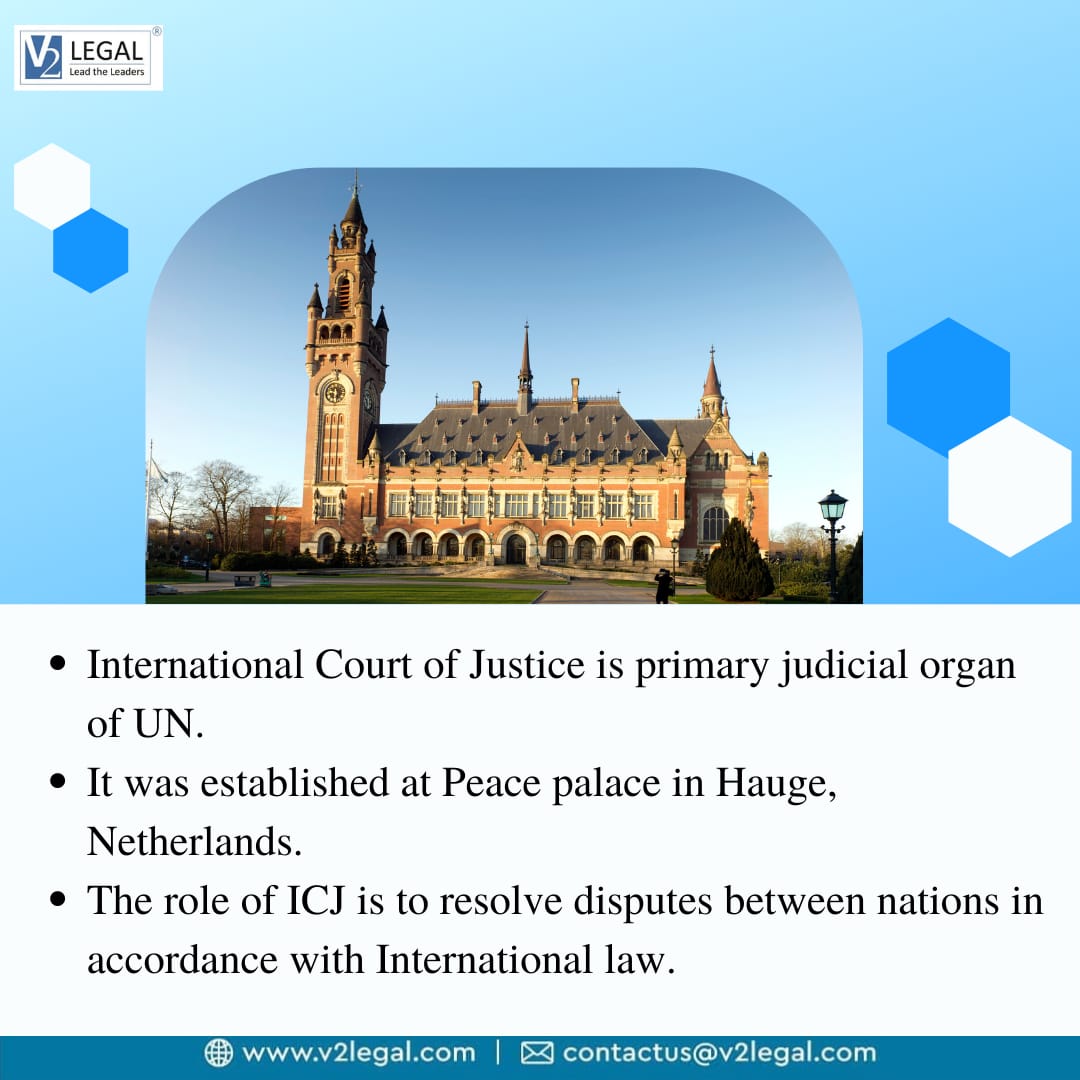 V2 LEGAL ®
Lead the Leaders
• International Court of Justice is primary judicial organ
of UN.
• It was established at Peace palace in Hauge,
Netherlands.
• The role of ICJ is to resolve disputes between nations in
accordance with International law.
www.v2legal.com | contactus@v2legal.com